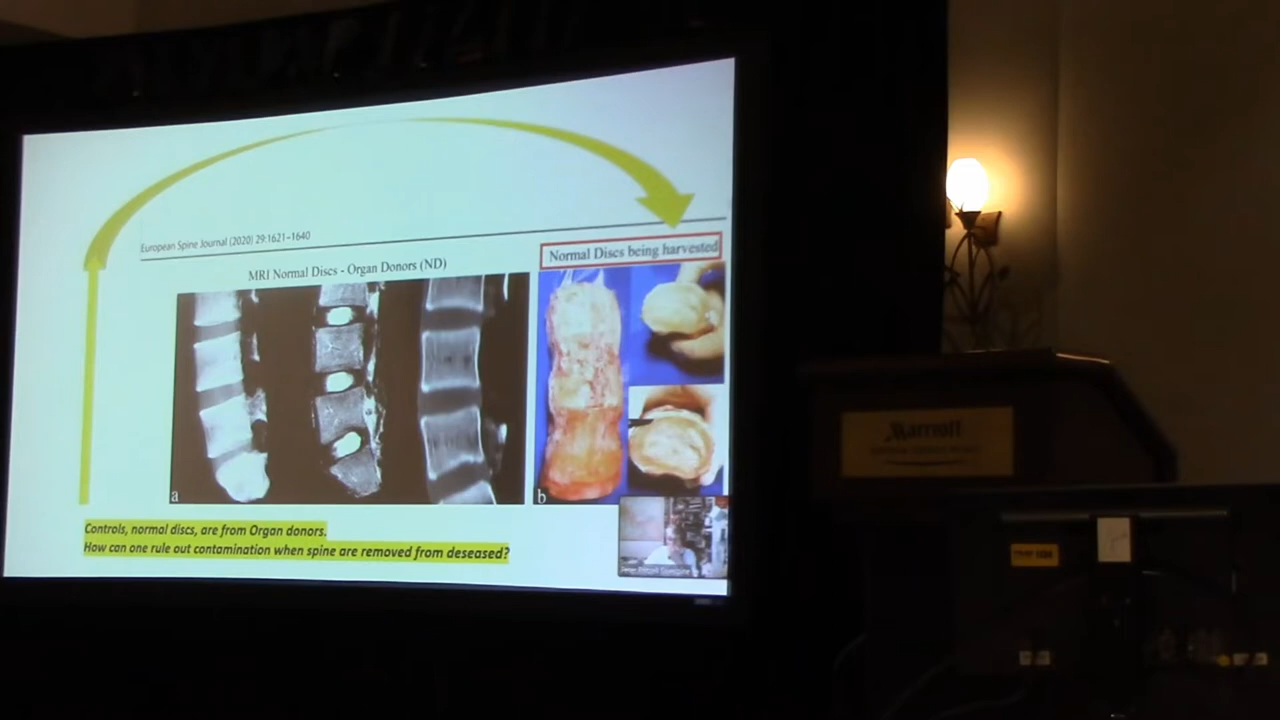 European Spine Journal (2020) 29:1621–1640
MRI Normal Discs - Organ Donors (ND)
Normal Discs being harvested
a
b
Controls, normal discs, are from Organ donors.
How can one rule out contamination when spine are removed from deseased?
Marriott